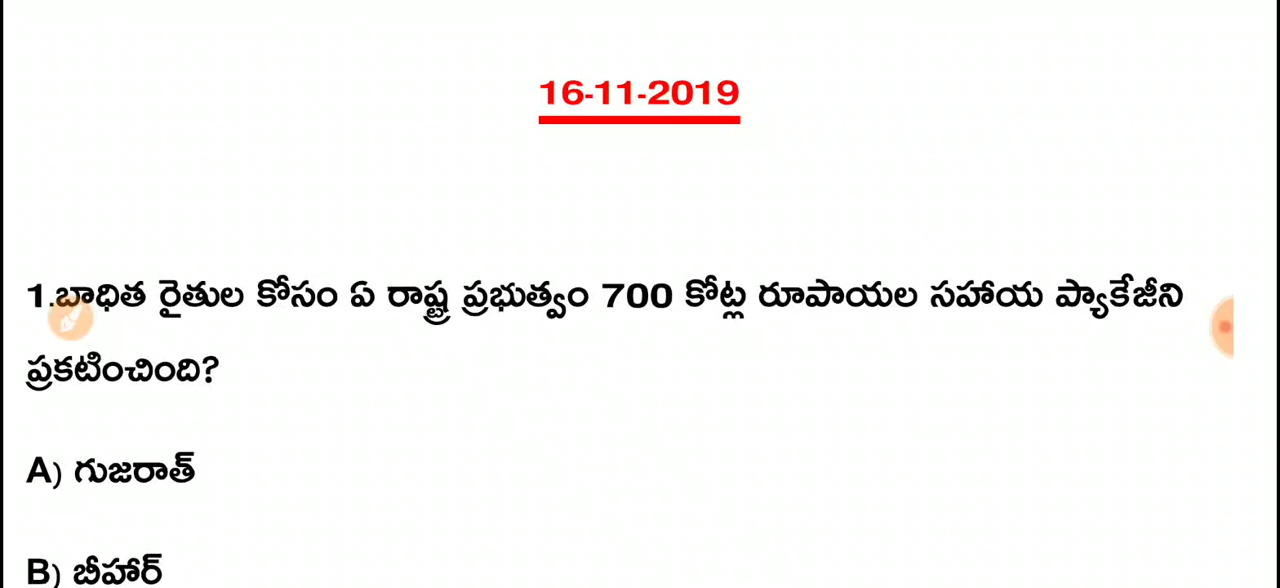 16-11-2019
1.బాధిత రైతుల కోసం ఏ రాష్ట్ర ప్రభుత్వం 700 కోట్ల రూపాయల సహాయ ప్యాకేజీని
ప్రకటించింది?
A) గుజరాత్
B) బీహార్